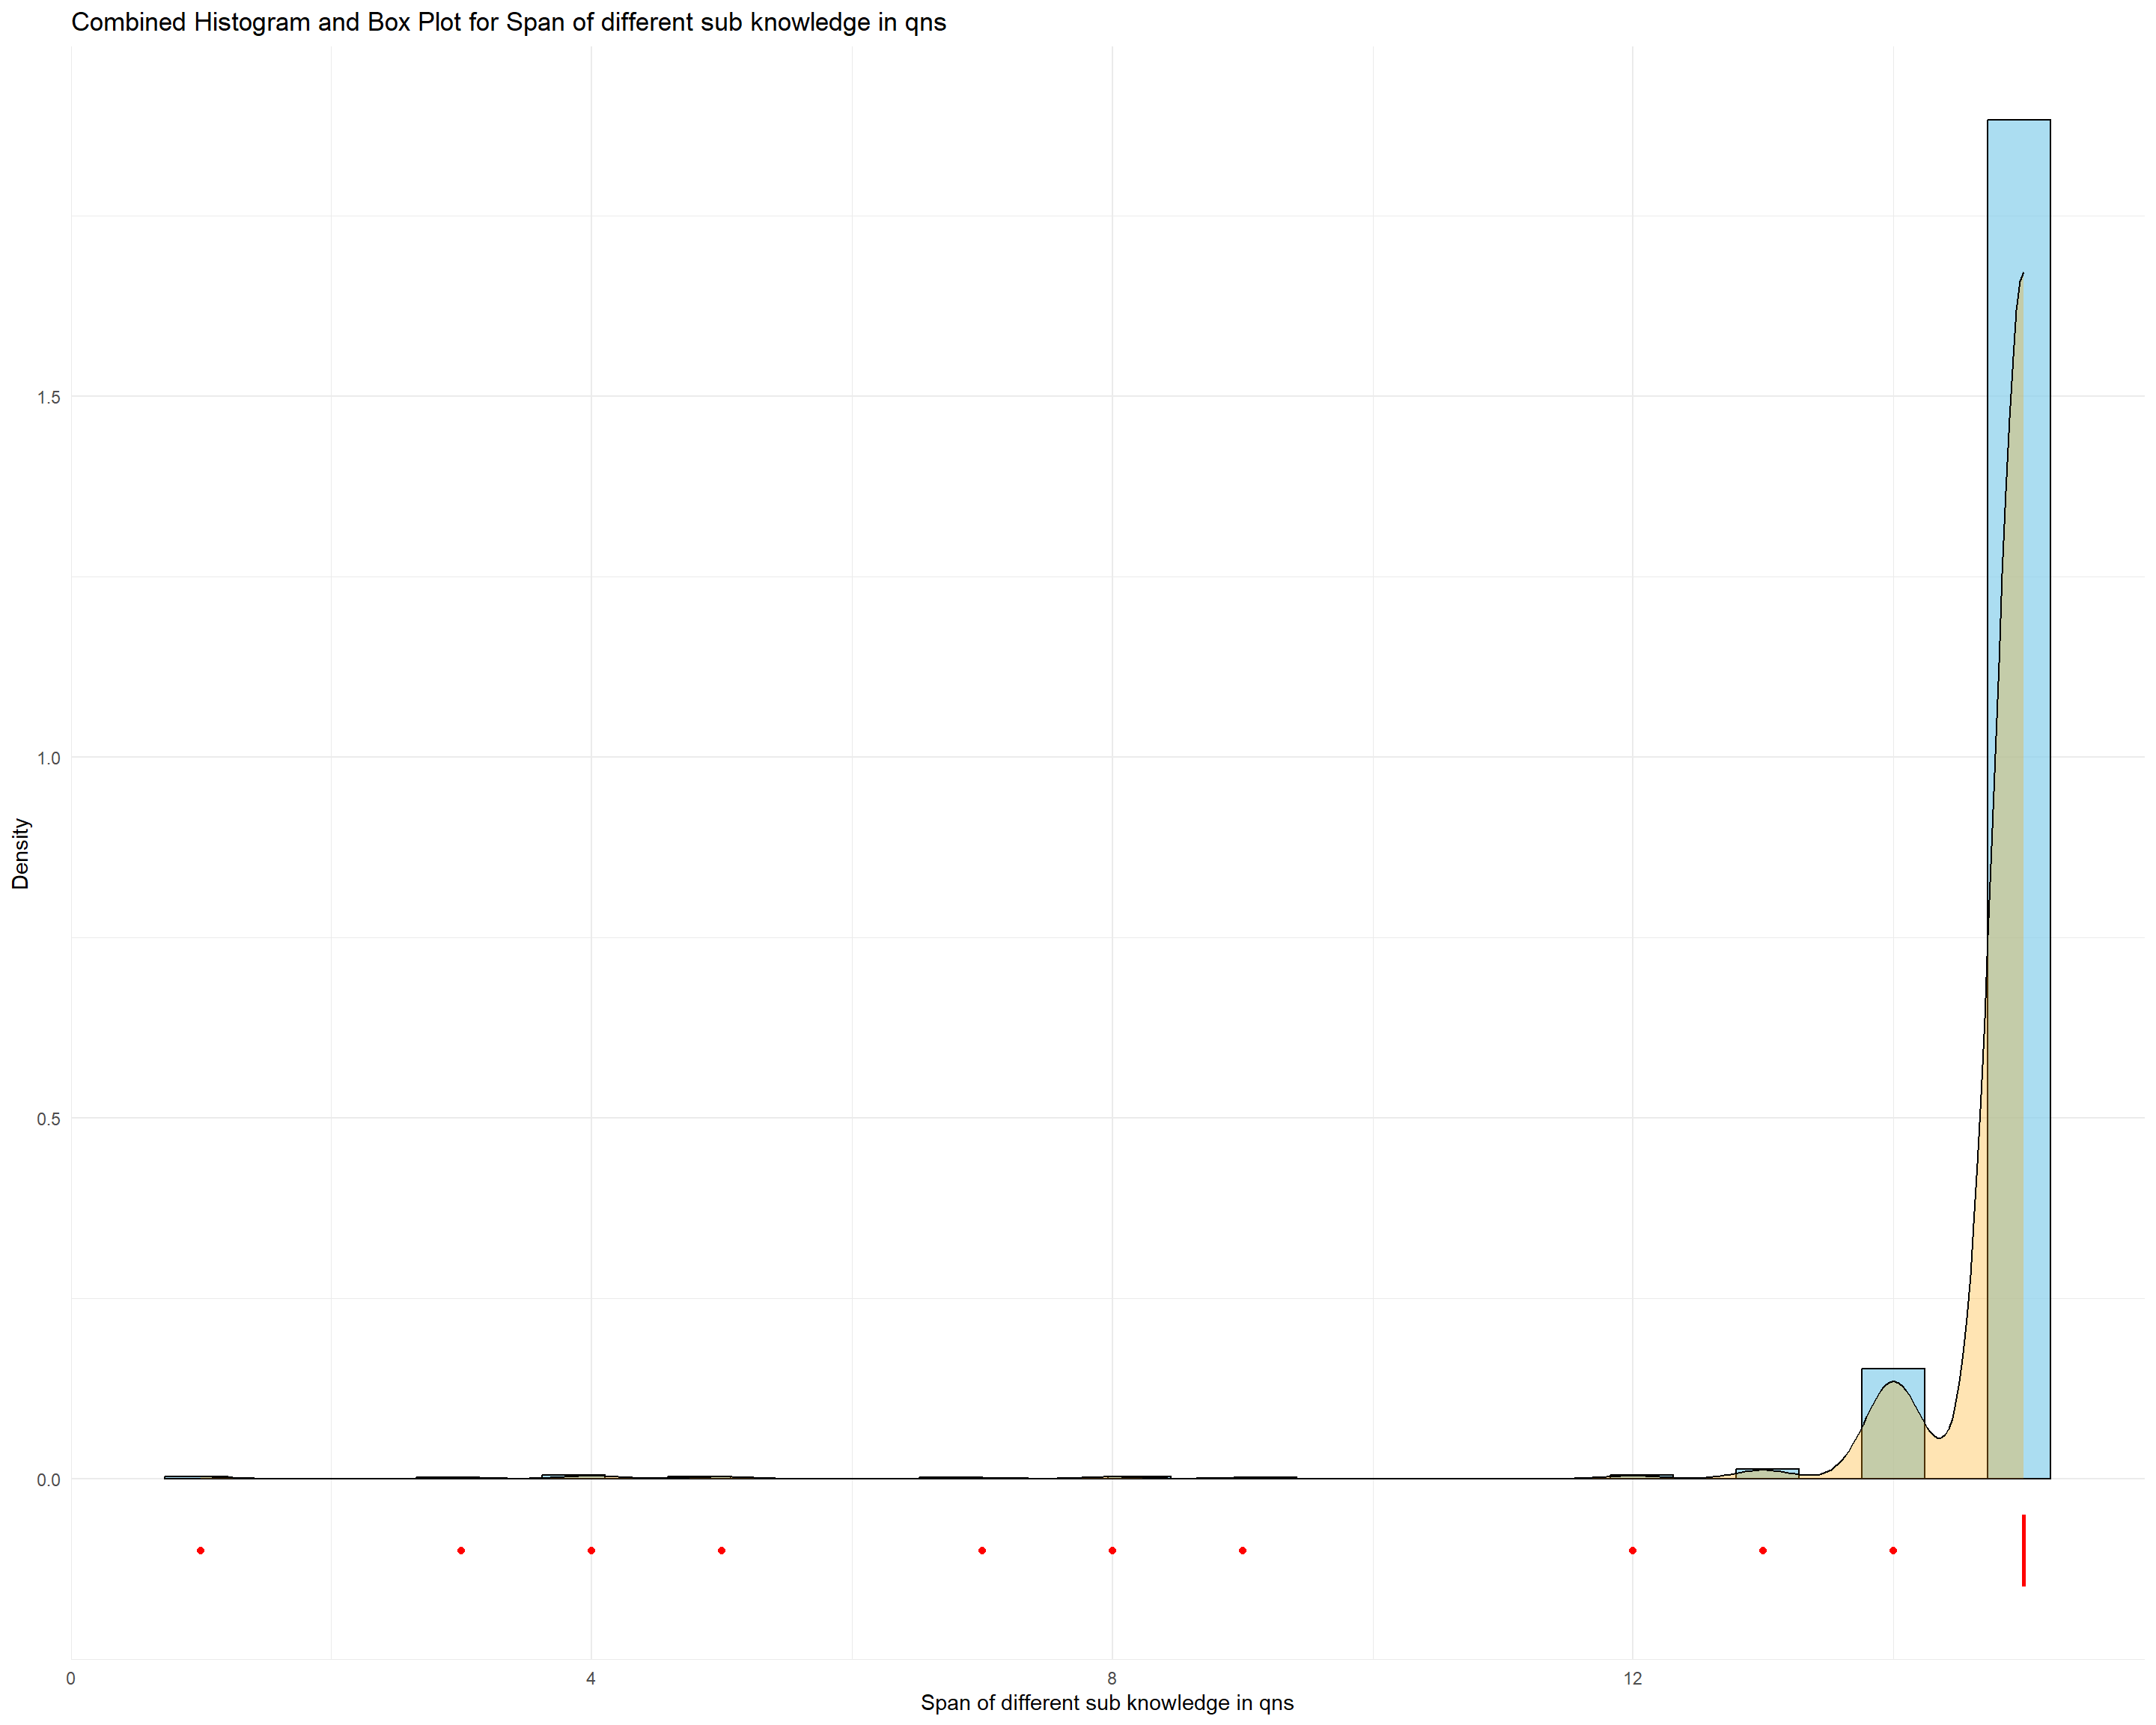 Combined Histogram and Box Plot for Span of different sub knowledge in qns
Density
1.5
1.0
0.5
0.0
0
4
8
12
Span of different sub knowledge in qns